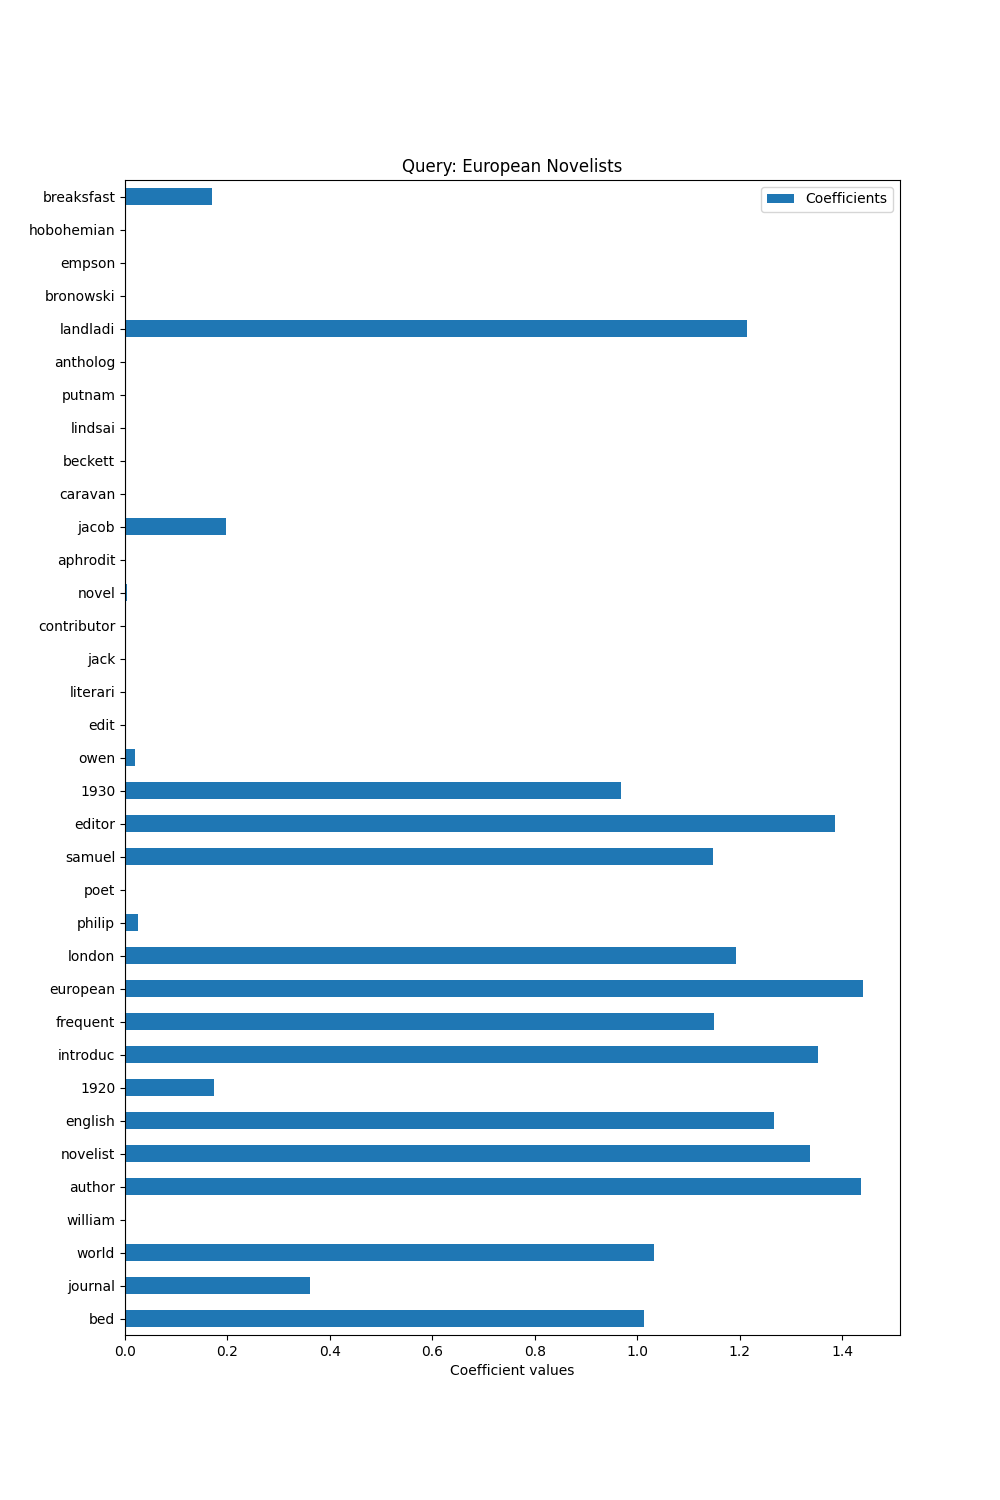 Query: European Novelists
Coefficients
breaksfast
hobohemian
empson
bronowski
landladi
antholog
putnam
lindsai
beckett
caravan
jacob
aphrodit
novel
contributor
jack
literari
edit
owen
1930
editor
samuel
poet
philip
london
european
frequent
introduc
1920
english
novelist
author
william
world
journal
bed
0.0 0.2 0.4 0.6 0.8 1.0 1.2 1.4
Coefficient values